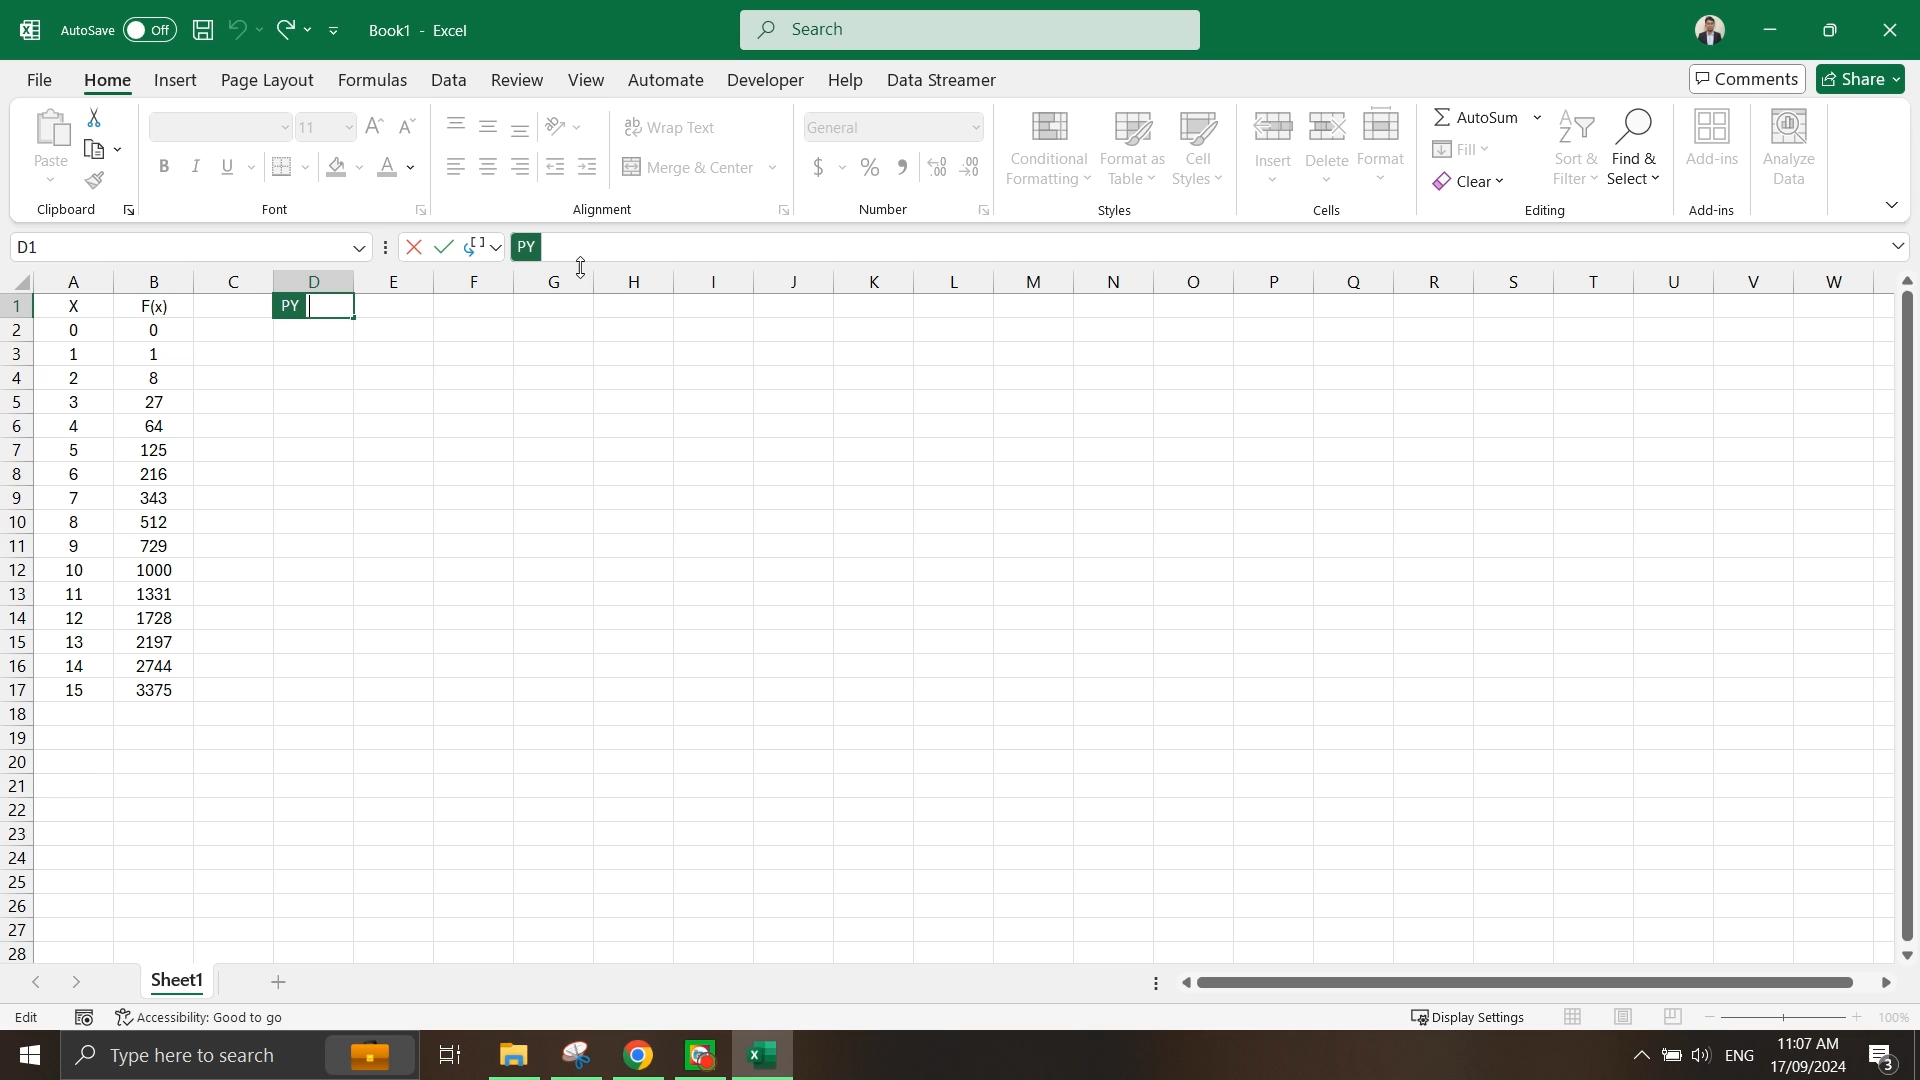 AutoSave Off Book1 - Excel Search
File Home Insert Page Layout Formulas Data Review View Automate Developer Help Data Streamer Comments Share
Paste 11 General Wrap Text Merge & Center
B I U A $ % Conditional Formatting Format as Table Cell Styles Insert Delete Format AutoSum Fill Clear Sort & Filter Find & Select Add-ins Analyze Data
Clipboard Font Alignment Number Styles Cells Editing Add-ins
D1 PY
A B C D E F G H I J K L M N O P Q R S T U V W
1 X F(x) PY
2 0 0
3 1 1
4 2 8
5 3 27
6 4 64
7 5 125
8 6 216
9 7 343
10 8 512
11 9 729
12 10 1000
13 11 1331
14 12 1728
15 13 2197
16 14 2744
17 15 3375
18
19
20
21
22
23
24
25
26
27
28
Sheet1
Edit Accessibility: Good to go Display Settings 100%
Type here to search ENG 11:07 AM
17/09/2024 3